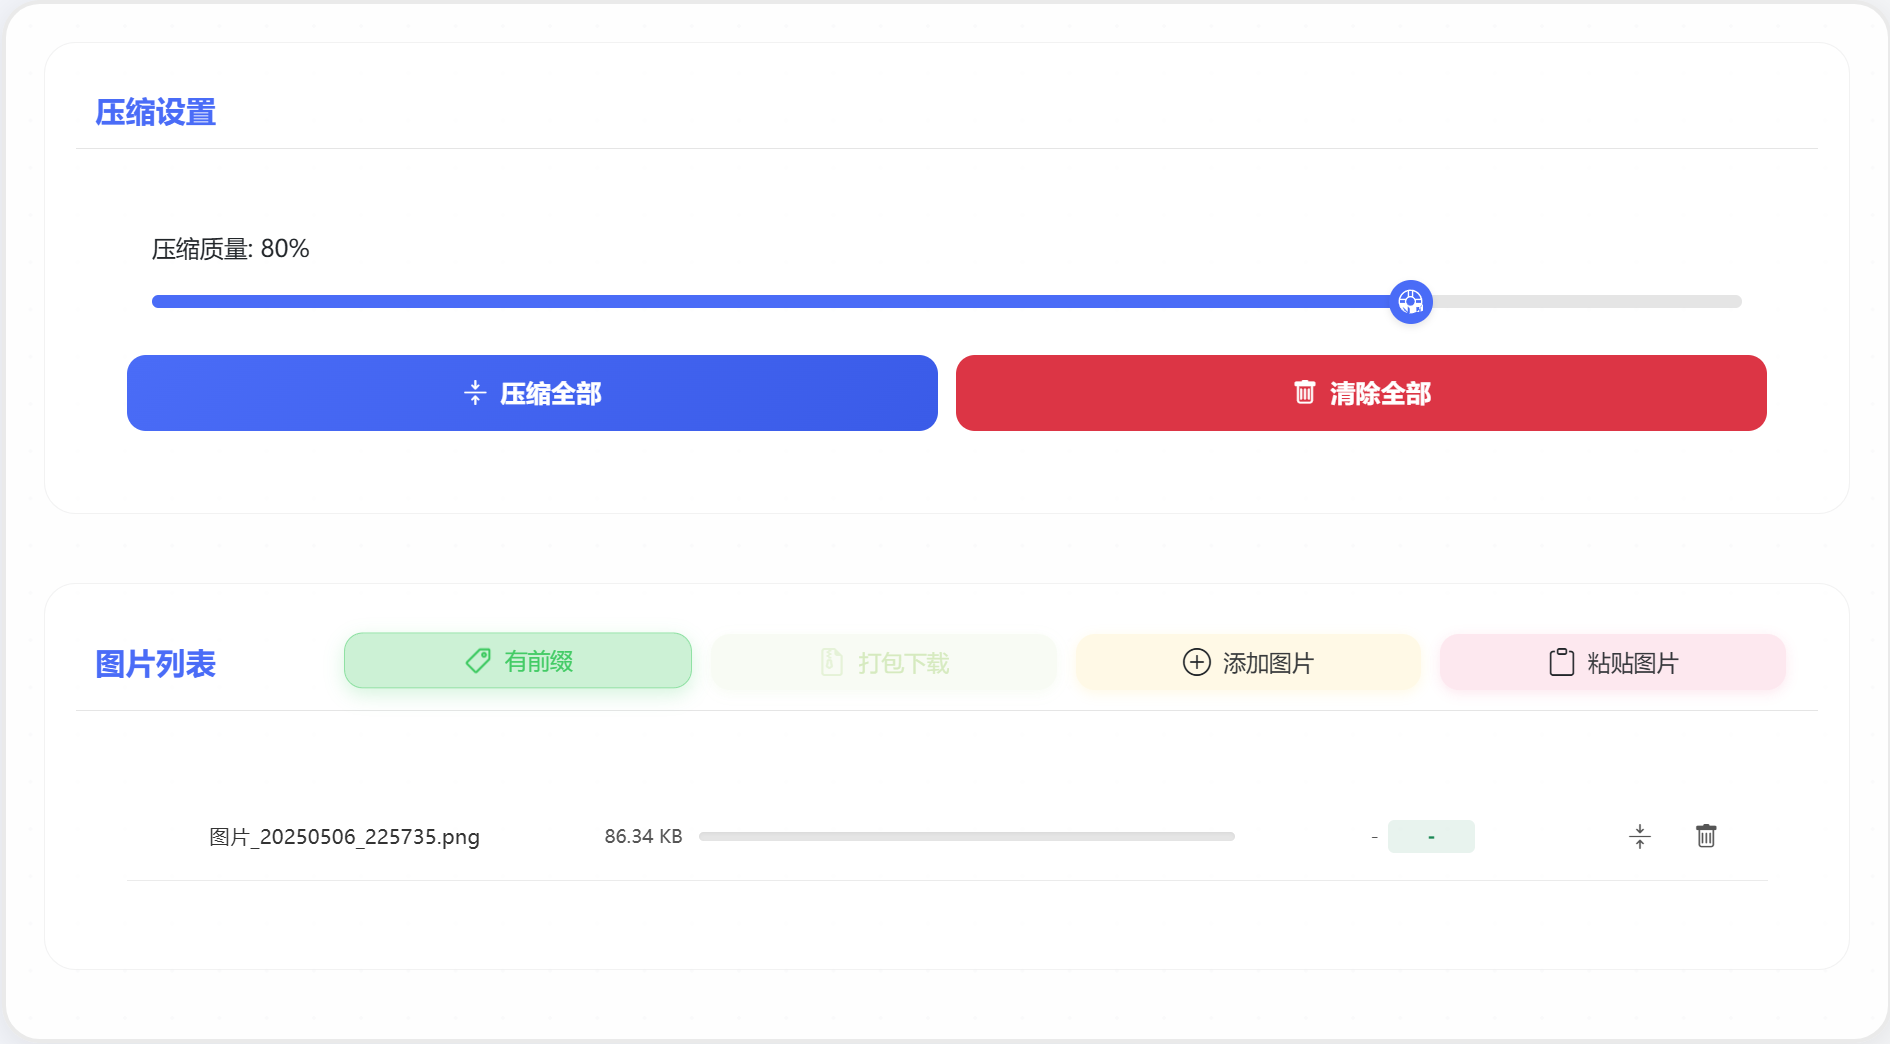 压缩设置
压缩质量: 80%
压缩全部
清除全部
图片列表
有前缀
打包下载
添加图片
粘贴图片
图片_20250506_225735.png 86.34 KB - -